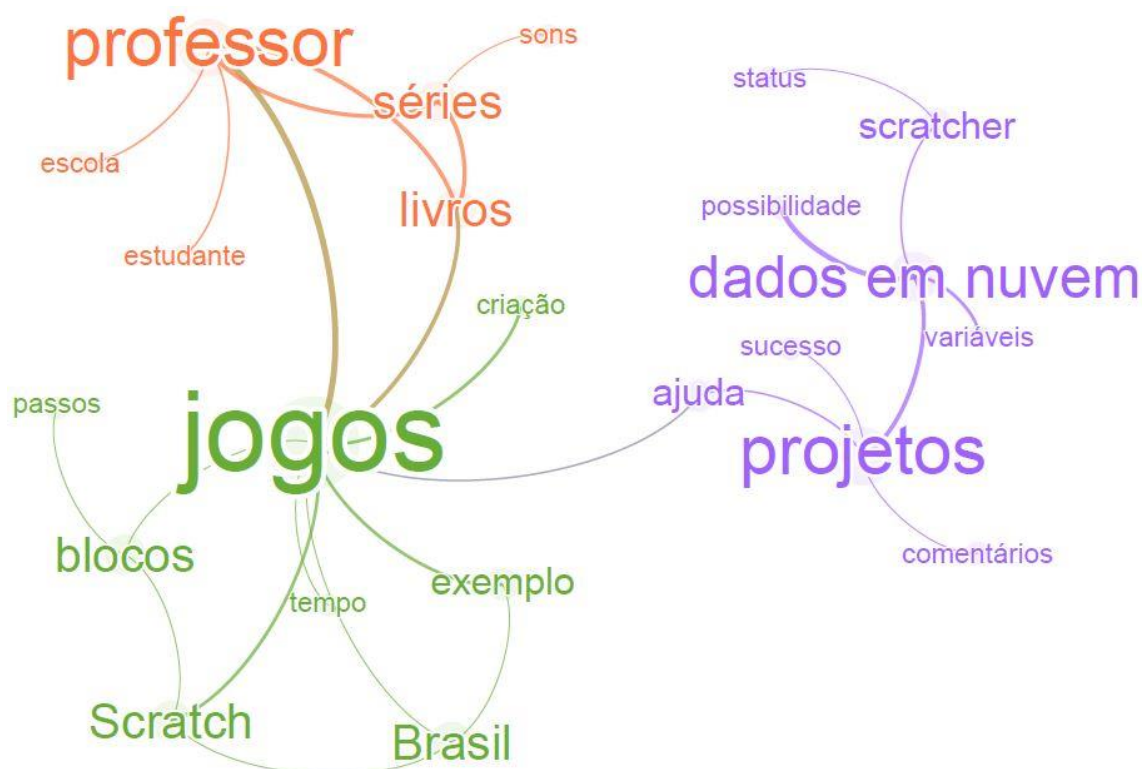 professor
sons
séries
escola
livros
estudante
criação
passos
jogos
blocos
exemplo
tempo
Scratch
Brasil
status
scratcher
possibilidade
dados em nuvem
variáveis
sucesso
ajuda
projetos
comentários